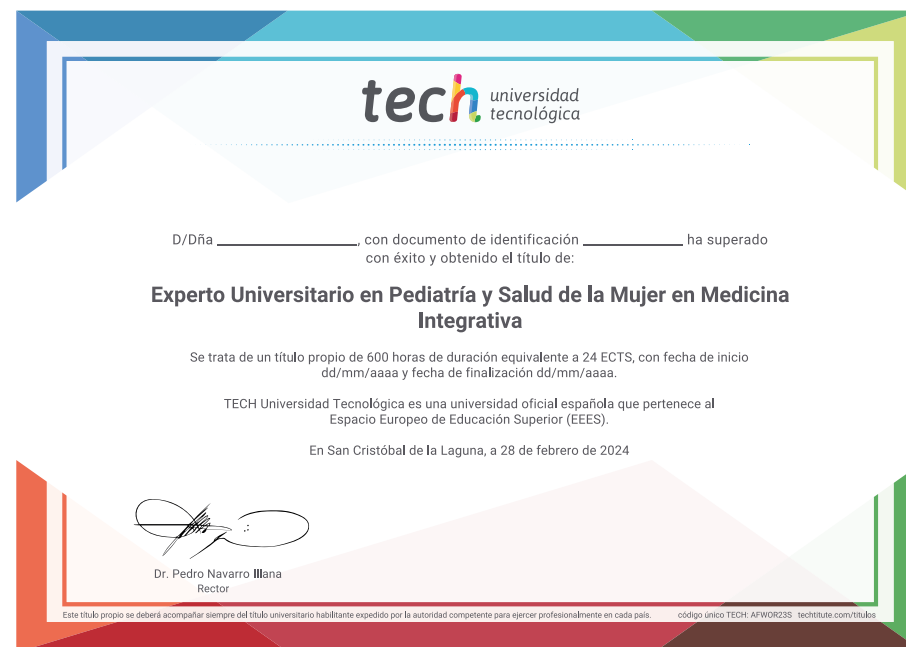 tech universidad
tecnológica
D/Dña ____________________, con documento de identificación ______________ ha superado
con éxito y obtenido el título de:
Experto Universitario en Pediatría y Salud de la Mujer en Medicina
Integrativa
Se trata de un título propio de 600 horas de duración equivalente a 24 ECTS, con fecha de inicio
dd/mm/aaaa y fecha de finalización dd/mm/aaaa.
TECH Universidad Tecnológica es una universidad oficial española que pertenece al
Espacio Europeo de Educación Superior (EEES).
En San Cristóbal de la Laguna, a 28 de febrero de 2024
Dr. Pedro Navarro Illana
Rector
Este título propio se deberá acompañar siempre del título universitario habilitante expedido por la autoridad competente para ejercer profesionalmente en cada país. código único TECH: AFWOR23S techtitute.com/titulos